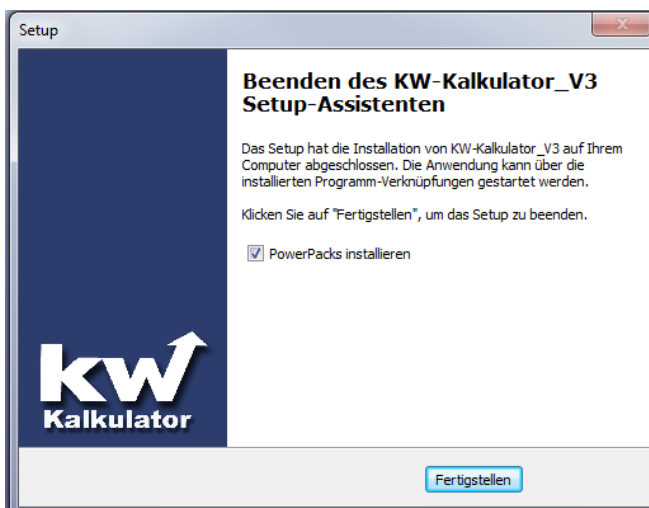 Setup
Beenden des KW-Kalkulator_V3
Setup-Assistenten
Das Setup hat die Installation von KW-Kalkulator_V3 auf Ihrem
Computer abgeschlossen. Die Anwendung kann über die
installierten Programm-Verknüpfungen gestartet werden.
Klicken Sie auf "Fertigstellen", um das Setup zu beenden.
PowerPacks installieren
kw
Kalkulator
Fertigstellen